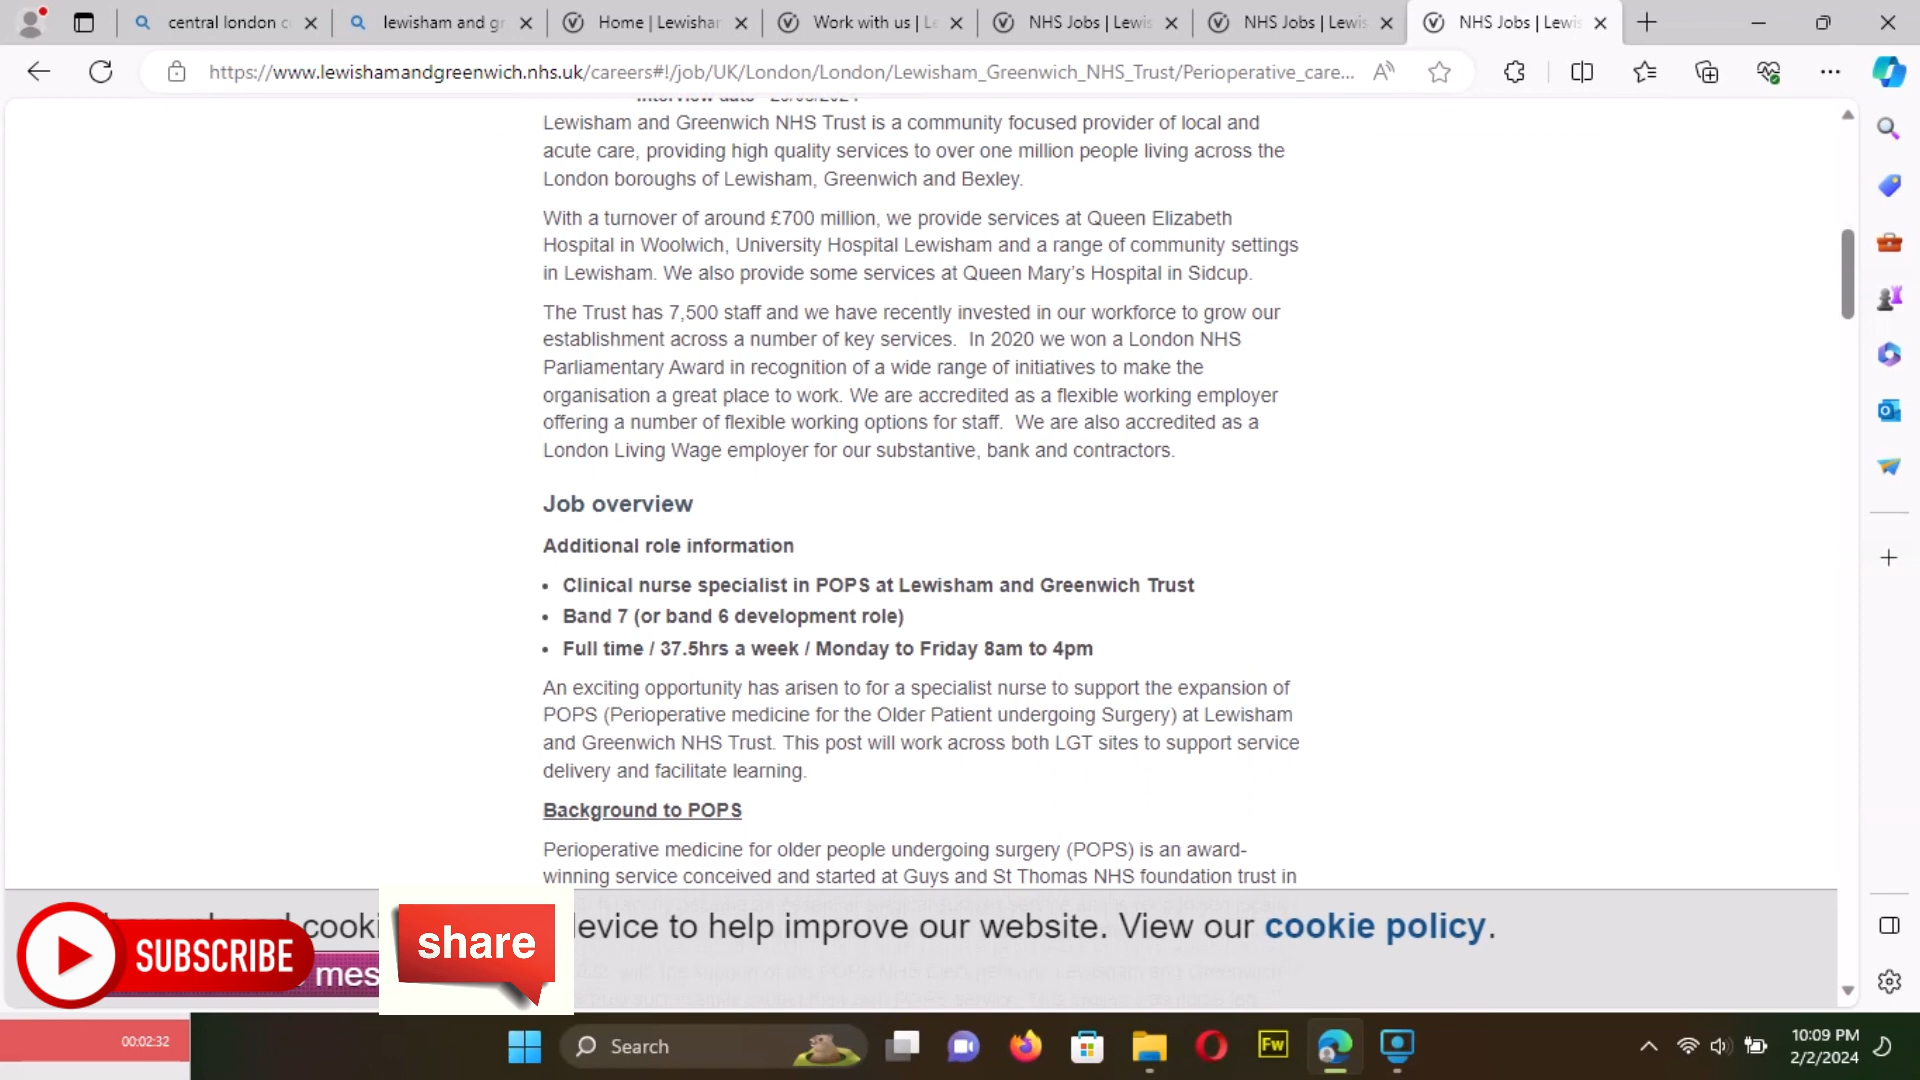 central london c
lewisham and gr
Home | Lewishar
Work with us | Le
NHS Jobs | Lewis
NHS Jobs | Lewis
NHS Jobs | Lewis
https://www.lewishamandgreenwich.nhs.uk/careers#!/job/UK/London/London/Lewisham_Greenwich_NHS_Trust/Perioperative_care...
Interview date
Lewisham and Greenwich NHS Trust is a community focused provider of local and
acute care, providing high quality services to over one million people living across the
London boroughs of Lewisham, Greenwich and Bexley.
With a turnover of around £700 million, we provide services at Queen Elizabeth
Hospital in Woolwich, University Hospital Lewisham and a range of community settings
in Lewisham. We also provide some services at Queen Mary's Hospital in Sidcup.
The Trust has 7,500 staff and we have recently invested in our workforce to grow our
establishment across a number of key services. In 2020 we won a London NHS
Parliamentary Award in recognition of a wide range of initiatives to make the
organisation a great place to work. We are accredited as a flexible working employer
offering a number of flexible working options for staff. We are also accredited as a
London Living Wage employer for our substantive, bank and contractors.
Job overview
Additional role information
• Clinical nurse specialist in POPS at Lewisham and Greenwich Trust
• Band 7 (or band 6 development role)
• Full time / 37.5hrs a week / Monday to Friday 8am to 4pm
An exciting opportunity has arisen to for a specialist nurse to support the expansion of
POPS (Perioperative medicine for the Older Patient undergoing Surgery) at Lewisham
and Greenwich NHS Trust. This post will work across both LGT sites to support service
delivery and facilitate learning.
Background to POPS
Perioperative medicine for older people undergoing surgery (POPS) is an award-
winning service conceived and started at Guys and St Thomas NHS foundation trust in
cooki
evice to help improve our website. View our cookie policy.
SUBSCRIBE
share
mes
00:02:32
Search
Fw
10:09 PM
2/2/2024